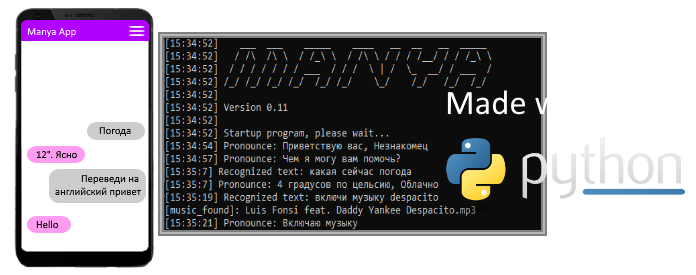 Manya App
Погода
12°. Ясно
Переведи на
английский привет
Hello
[15:34:52]
[15:34:52]
[15:34:52] MANYA
[15:34:52]
[15:34:52]
[15:34:52] Version 0.11
[15:34:52]
[15:34:52] Startup program, please wait...
[15:34:54] Pronounce: Приветствую вас, Незнакомец
[15:34:57] Pronounce: Чем я могу вам помочь?
[15:35:7] Recognized text: какая сейчас погода
[15:35:7] Pronounce: 4 градусов по цельсию, Облачно
[15:35:19] Recognized text: включи музыку despacito
[music_found]: Luis Fonsi feat. Daddy Yankee Despacito.mp3
[15:35:21] Pronounce: Включаю музыку
Made w
python